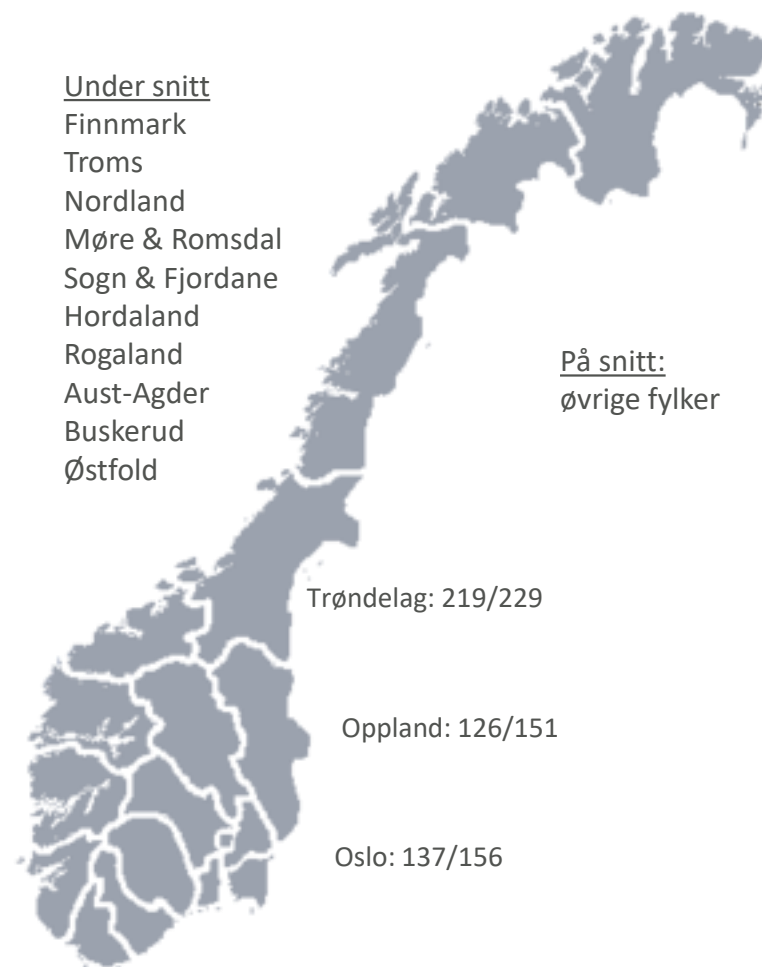 Under snitt
Finnmark
Troms
Nordland
Møre & Romsdal
Sogn & Fjordane
Hordaland
Rogaland
Aust-Agder
Buskerud
Østfold
På snitt:
øvrige fylker
Trøndelag: 219/229
Oppland: 126/151
Oslo: 137/156